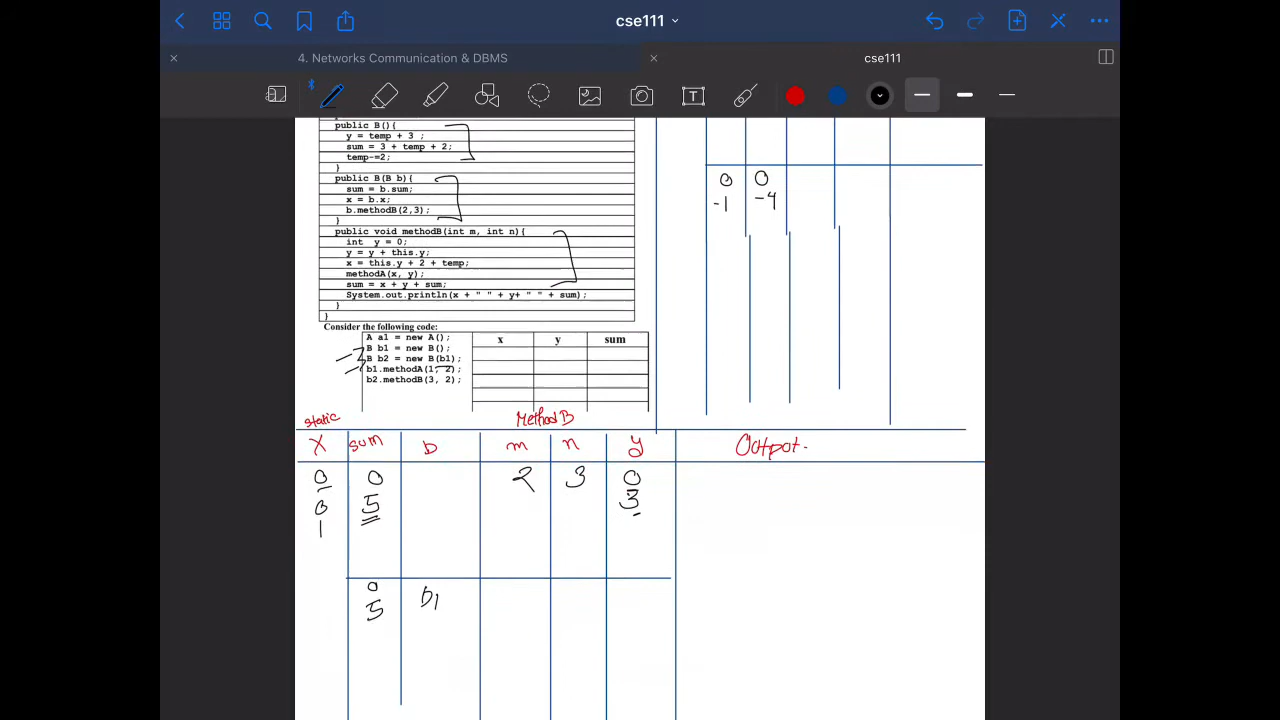 cse111
4. Networks Communication & DBMS
cse111
public B(){
y = temp + 3 ;
sum = 3 + temp + 2;
temp-=2;
}
public B(B b){
sum = b.sum;
x = b.x;
b.methodB(2,3);
}
public void methodB(int m, int n){
int y = 0;
y = y + this.y;
x = this.y + 2 + temp;
methodA(x, y);
sum = x + y + sum;
System.out.println(x + " " + y+ " " + sum);
}
}
0 0
-1 -4
Consider the following code:
A a1 = new A();
B b1 = new B();
B b2 = new B(b1);
b1.methodA(1, 2);
b2.methodB(3, 2);
x y sum
static
Method B
x sum b m n y
Output-
0 0 2 3 0
0 5 3
1
0
5 b1